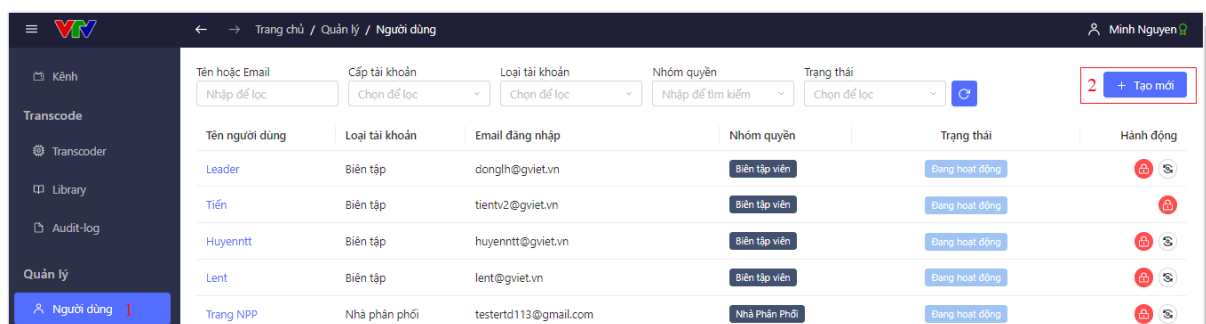 VTV
Trang chủ / Quản lý / Người dùng
Minh Nguyen
Kênh
Transcode
Transcoder
Library
Audit-log
Quản lý
Người dùng 1
Tên hoặc Email Cấp tài khoản Loại tài khoản Nhóm quyền Trạng thái
Nhập để lọc Chọn để lọc Chọn để lọc Nhập để tìm kiếm Chọn để lọc
2 + Tạo mới
Tên người dùng Loại tài khoản Email đăng nhập Nhóm quyền Trạng thái Hành động
Leader Biên tập donglh@gviet.vn Biên tập viên Đang hoạt động
Tiến Biên tập tientv2@gviet.vn Biên tập viên Đang hoạt động
Huyenntt Biên tập huyenntt@gviet.vn Biên tập viên Đang hoạt động
Lent Biên tập lent@gviet.vn Biên tập viên Đang hoạt động
Trang NPP Nhà phân phối testertd113@gmail.com Nhà Phân Phối Đang hoạt động